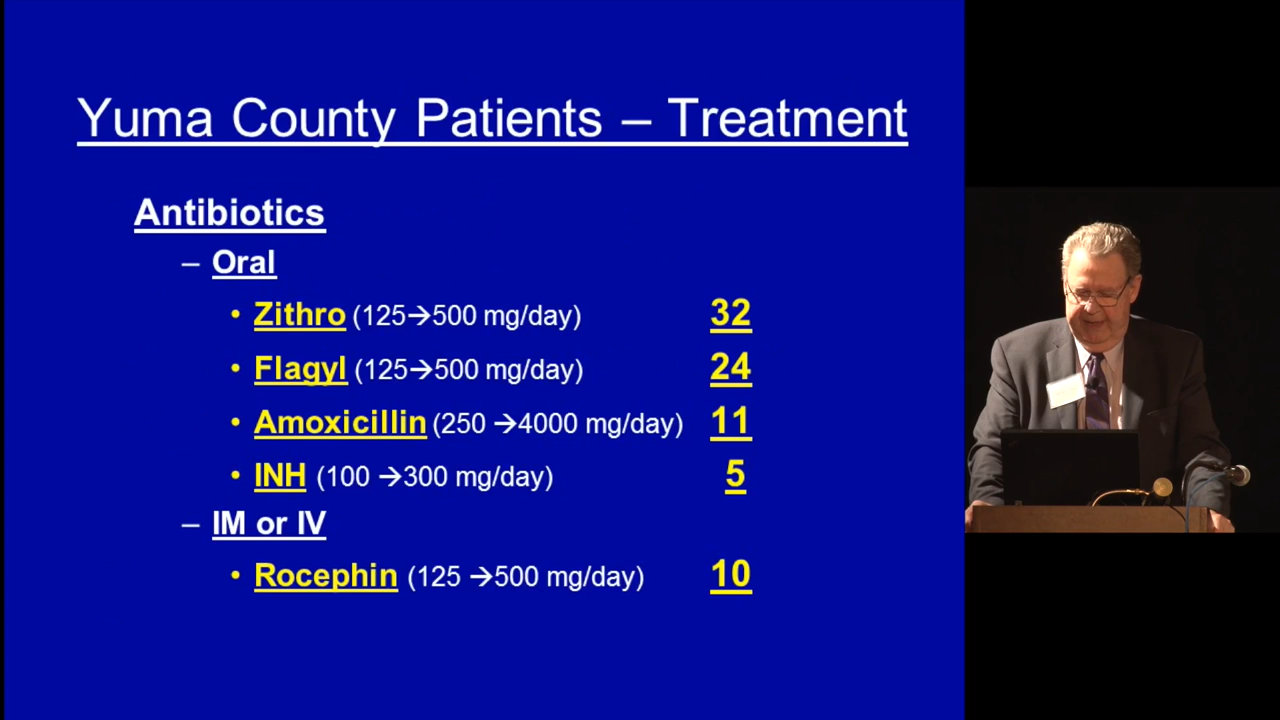 Yuma County Patients – Treatment
Antibiotics
– Oral
• Zithro (125→500 mg/day) 32
• Flagyl (125→500 mg/day) 24
• Amoxicillin (250 →4000 mg/day) 11
• INH (100 →300 mg/day) 5
– IM or IV
• Rocephin (125 →500 mg/day) 10